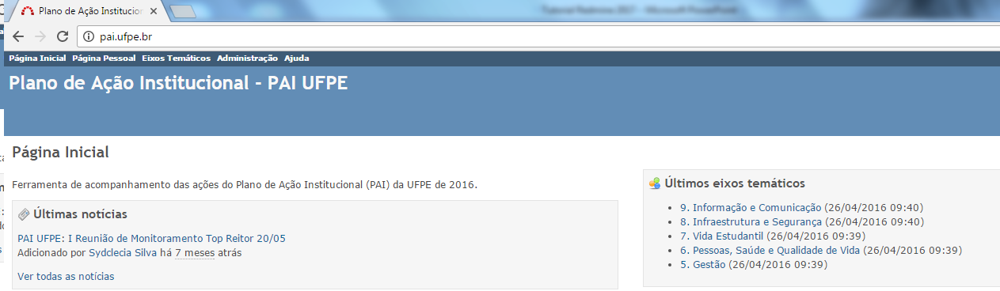 Plano de Ação Institucion
Tutorial Redmine 2017 - Microsoft PowerPoint
pai.ufpe.br
Página Inicial Página Pessoal Eixos Temáticos Administração Ajuda
Plano de Ação Institucional - PAI UFPE
Página Inicial
Ferramenta de acompanhamento das ações do Plano de Ação Institucional (PAI) da UFPE de 2016.
Últimas notícias
PAI UFPE: I Reunião de Monitoramento Top Reitor 20/05
Adicionado por Sydclecia Silva há 7 meses atrás
Ver todas as notícias
Últimos eixos temáticos
9. Informação e Comunicação (26/04/2016 09:40)
8. Infraestrutura e Segurança (26/04/2016 09:40)
7. Vida Estudantil (26/04/2016 09:39)
6. Pessoas, Saúde e Qualidade de Vida (26/04/2016 09:39)
5. Gestão (26/04/2016 09:39)